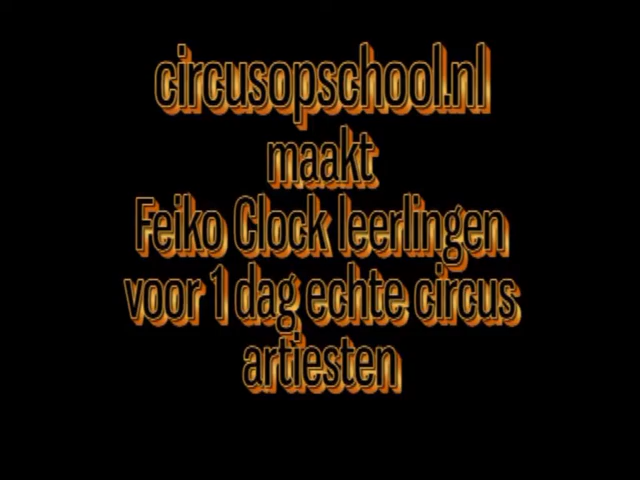 circusopschool.nl
maakt
Feiko Clock leerlingen
voor 1 dag echte circus
artiesten